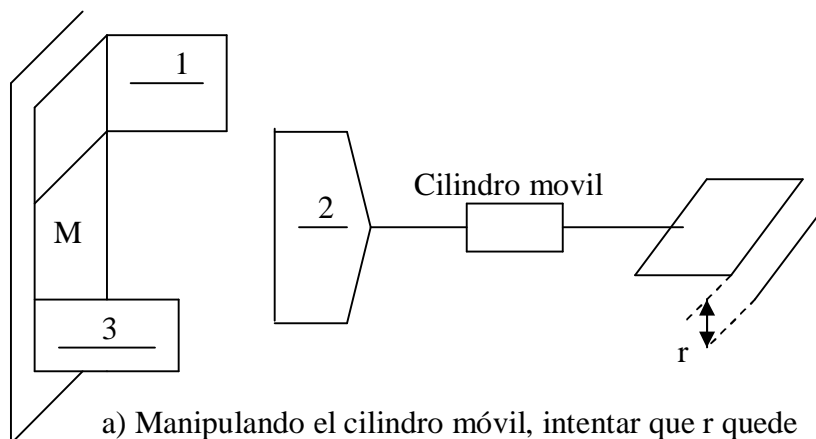 1
2
Cilindro movil
M
3
r
a) Manipulando el cilindro móvil, intentar que r quede